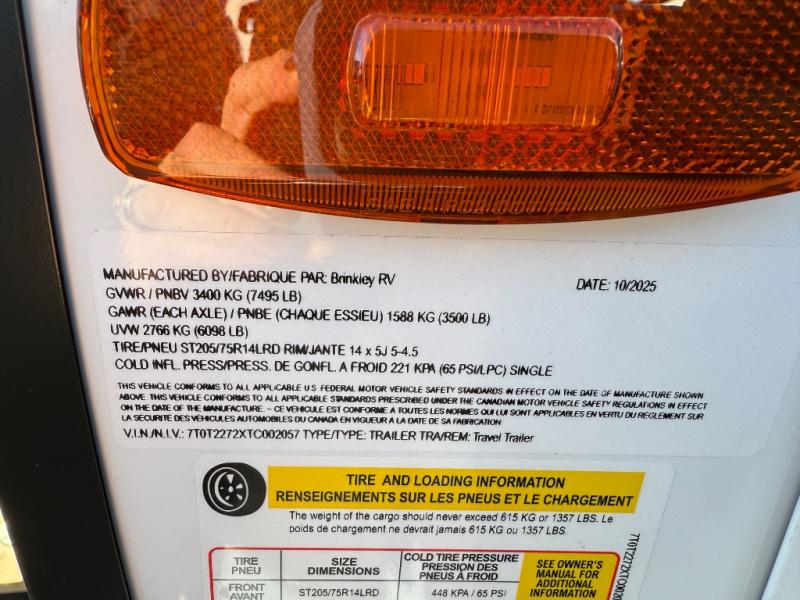 MANUFACTURED BY/FABRIQUE PAR: Brinkley RV DATE: 10/2025
GVWR / PNBV 3400 KG (7495 LB)
GAWR (EACH AXLE) / PNBE (CHAQUE ESSIEU) 1588 KG (3500 LB)
UVW 2766 KG (6098 LB)
TIRE/PNEU ST205/75R14LRD RIM/JANTE 14 x 5J 5-4.5
COLD INFL. PRESS/PRESS. DE GONFL. A FROID 221 KPA (65 PSI/LPC) SINGLE
THIS VEHICLE CONFORMS TO ALL APPLICABLE U.S FEDERAL MOTOR VEHICLE SAFETY STANDARDS IN EFFECT ON THE DATE OF MANUFACTURE SHOWN
ABOVE. THIS VEHICLE CONFORMS TO ALL APPLICABLE STANDARDS PRESCRIBED UNDER THE CANADIAN MOTOR VEHICLE SAFETY REGULATIONS IN EFFECT
ON THE DATE OF THE MANUFACTURE. – CE VEHICULE EST CONFORME A TOUTES LES NORMES QUI LUI SONT APPLICABLES EN VERTU DU REGLEMENT SUR
LA SÉCURITÉ DES VÉHICULES AUTOMOBILES DU CANADA EN VIGUEUR A LA DATE DE SA FABRICATION
V.I.N./N.I.V.: 7T0T2272XTC002057 TYPE/TYPE: TRAILER TRA/REM: Travel Trailer
TIRE AND LOADING INFORMATION
RENSEIGNEMENTS SUR LES PNEUS ET LE CHARGEMENT
The weight of the cargo should never exceed 615 KG or 1357 LBS. Le
poids de chargement ne devrait jamais 615 KG ou 1357 LBS.
TIRE
PNEU
SIZE
DIMENSIONS
COLD TIRE PRESSURE
PRESSION DES
PNEUS À FROID
SEE OWNER'S
MANUAL FOR
ADDITIONAL
INFORMATION
FRONT
AVANT
ST205/75R14LRD
448 KPA / 65 PSI